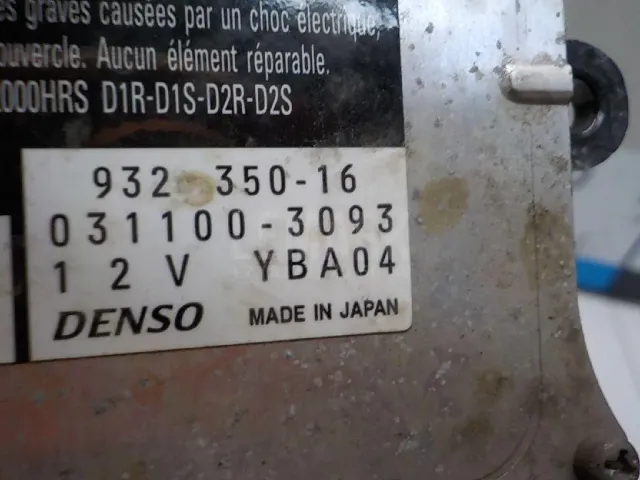 es graves causées par un choc électrique,
ouvercle. Aucun élément réparable.
000HRS D1R-D1S-D2R-D2S
932 350-16
031100-3093
12V YBA04
DENSO MADE IN JAPAN